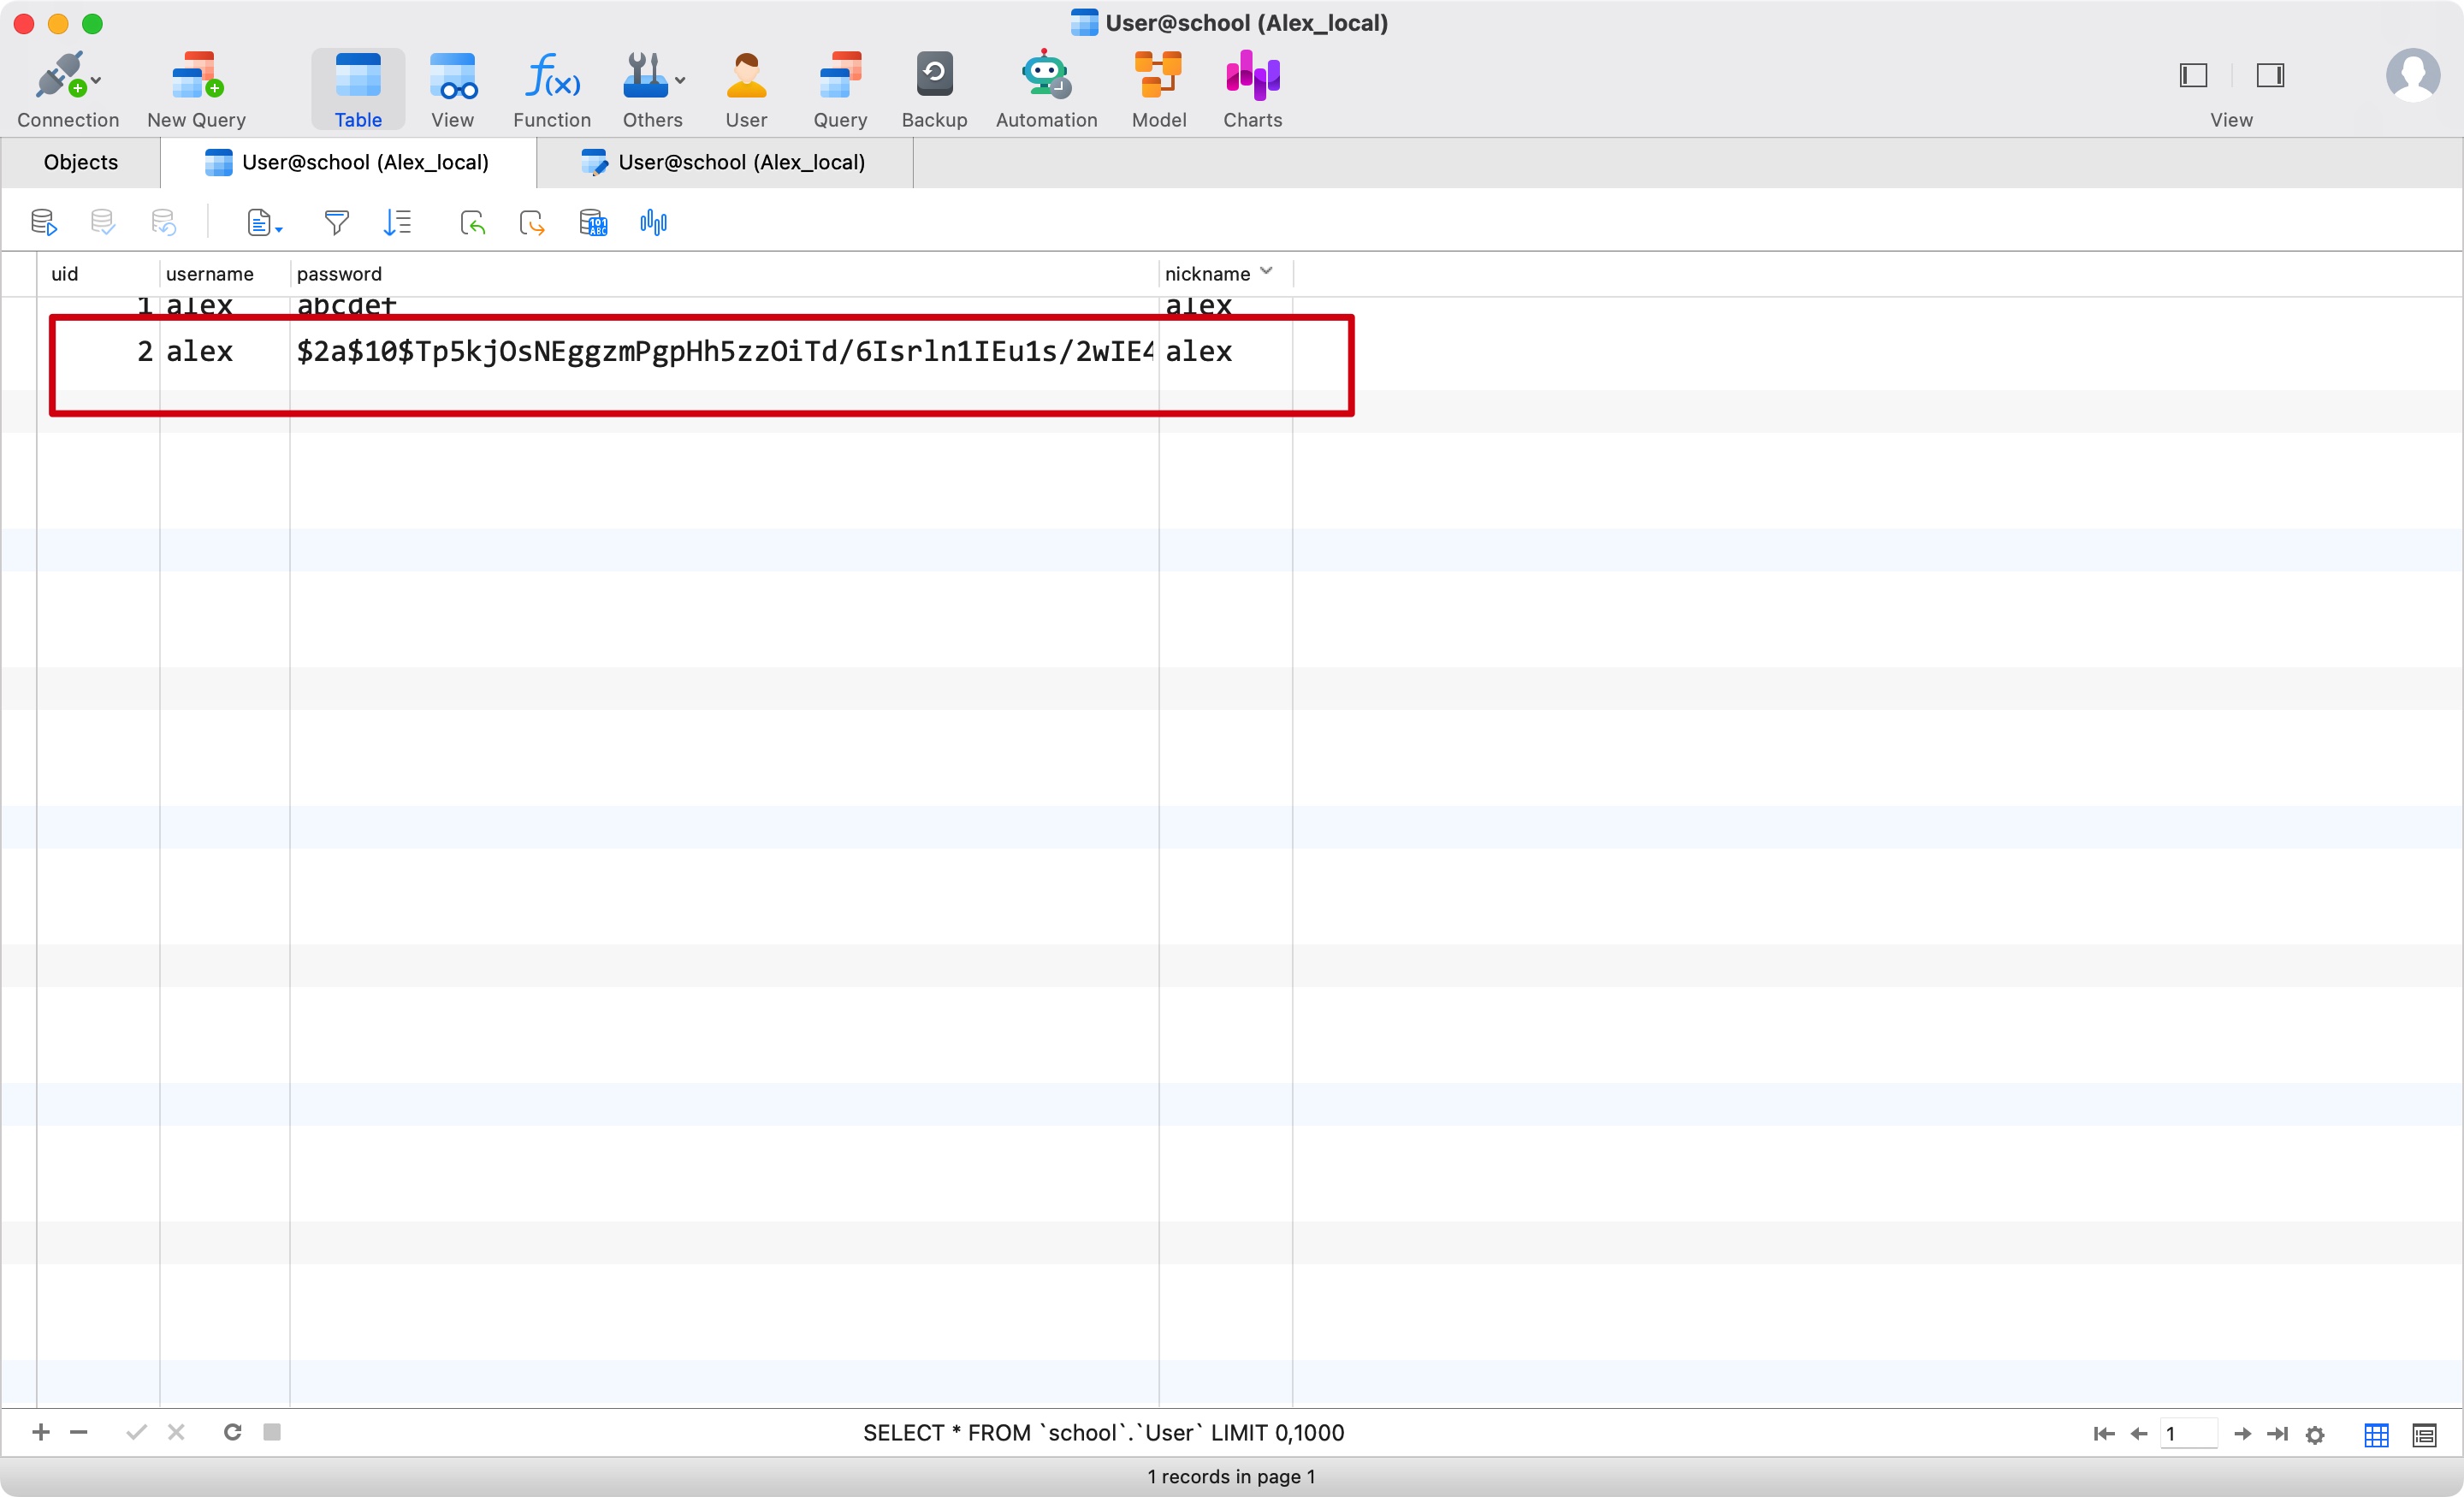 User@school (Alex_local)
Connection New Query Table View Function Others User Query Backup Automation Model Charts View
Objects User@school (Alex_local) User@school (Alex_local)
uid username password nickname
1 alex abcdef alex
2 alex $2a$10$Tp5kjOsNEggzmPgpHh5zzOiTd/6Isrln1IEu1s/2wIE4 alex
SELECT * FROM `school`.`User` LIMIT 0,1000
1
1 records in page 1